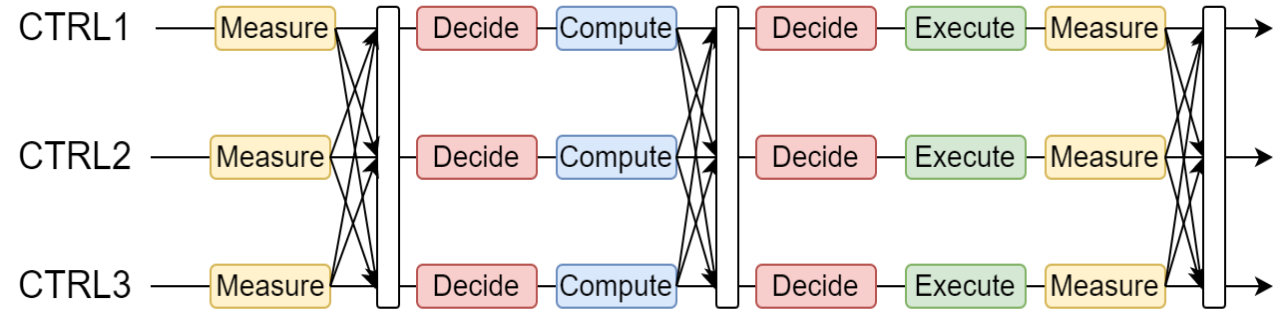 CTRL1 Measure Decide Compute Decide Execute Measure
CTRL2 Measure Decide Compute Decide Execute Measure
CTRL3 Measure Decide Compute Decide Execute Measure